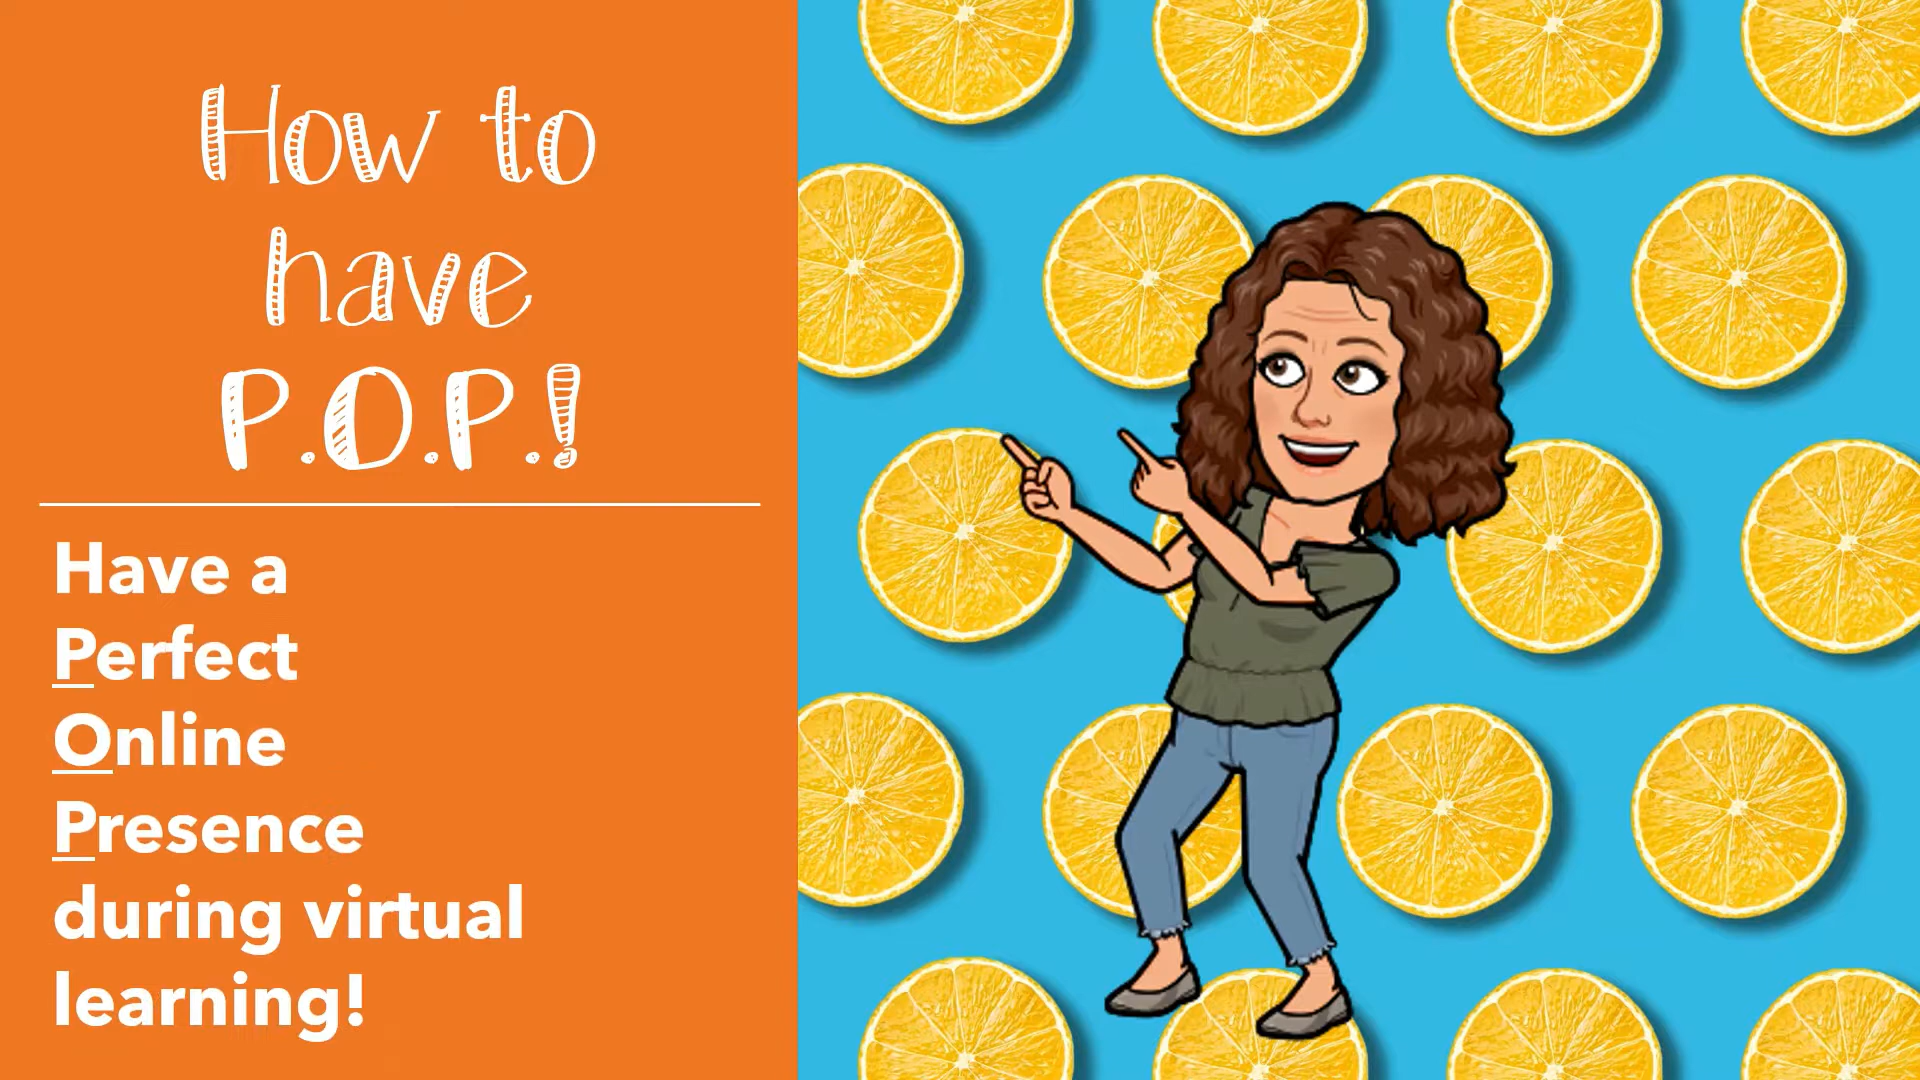 How to
have
P.O.P.!
Have a
Perfect
Online
Presence
during virtual
learning!